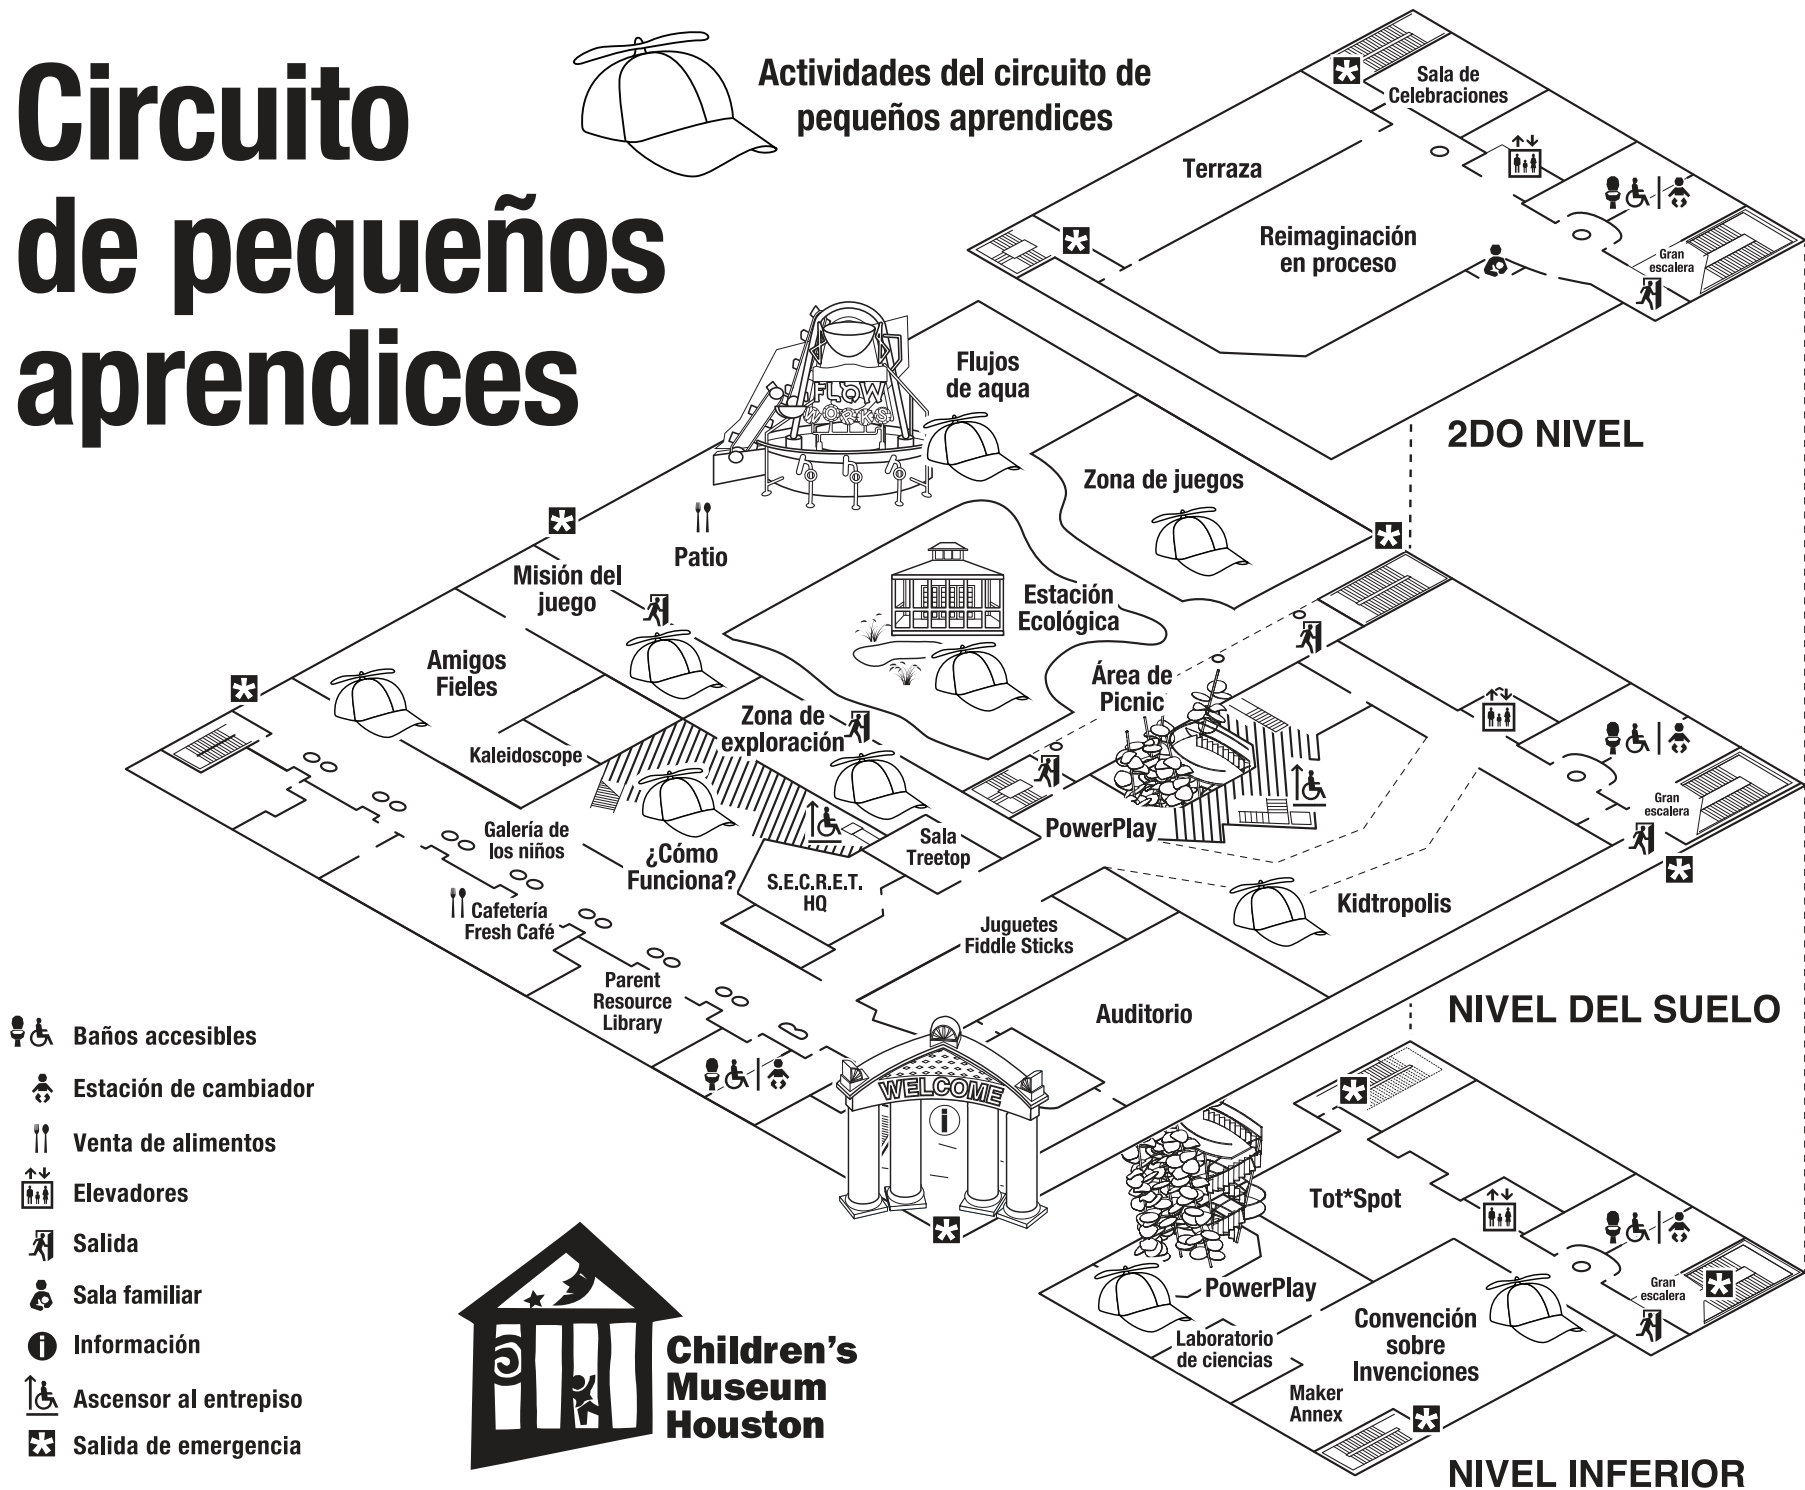 Circuito
de pequeños
aprendices
Actividades del circuito de
pequeños aprendices
Sala de
Celebraciones
Terraza
Reimaginación
en proceso
Gran
escalera
2DO NIVEL
Flujos
de aqua
FLOW
WORKS
Zona de juegos
Patio
Misión del
juego
Estación
Ecológica
Amigos
Fieles
Área de
Picnic
Zona de
exploración
Kaleidoscope
Gran
escalera
Galería de
los niños
¿Cómo
Funciona?
Sala
Treetop
PowerPlay
S.E.C.R.E.T.
HQ
Kidtropolis
Cafetería
Fresh Café
Juguetes
Fiddle Sticks
Parent
Resource
Library
Auditorio
NIVEL DEL SUELO
WELCOME
i
Tot*Spot
PowerPlay
Gran
escalera
Laboratorio
de ciencias
Convención
sobre
Invenciones
Maker
Annex
NIVEL INFERIOR
Baños accesibles
Estación de cambiador
Venta de alimentos
Elevadores
Salida
Sala familiar
i Información
Ascensor al entrepiso
Salida de emergencia
Children's
Museum
Houston